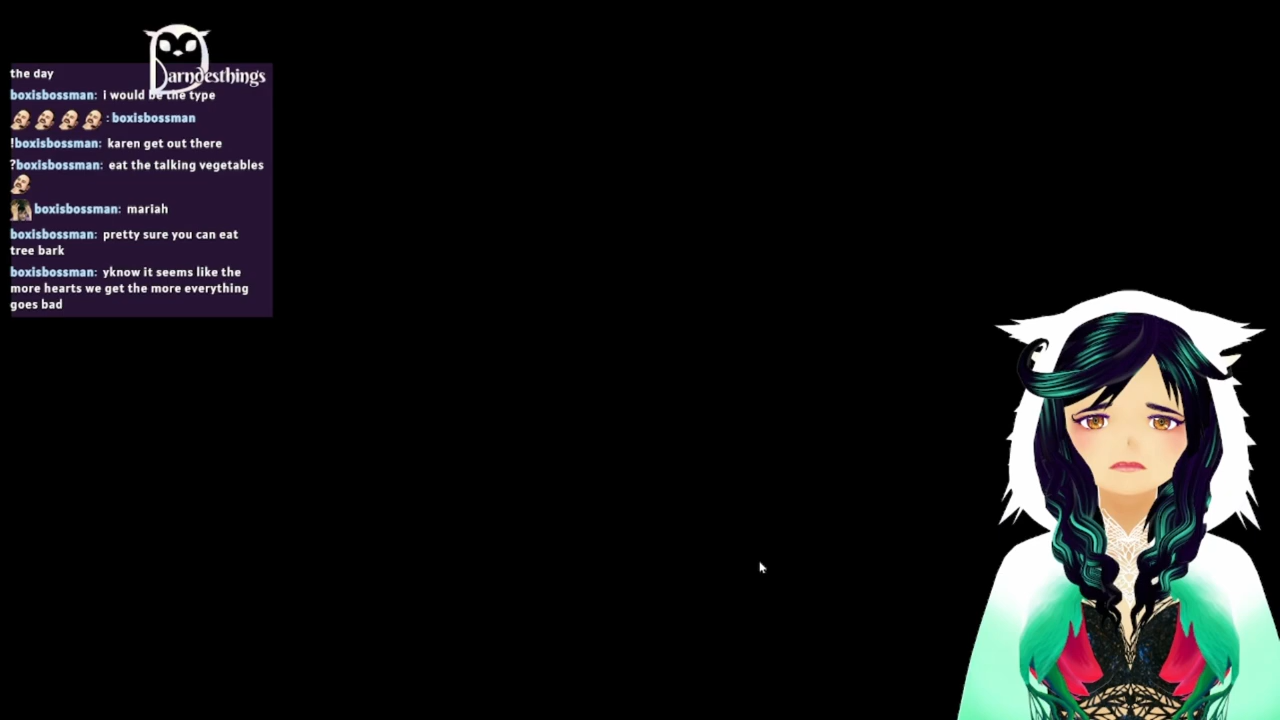 Darndesthings
the day
boxisbossman: i would be the type
: boxisbossman
!boxisbossman: karen get out there
?boxisbossman: eat the talking vegetables
boxisbossman: mariah
boxisbossman: pretty sure you can eat
tree bark
boxisbossman: yknow it seems like the
more hearts we get the more everything
goes bad